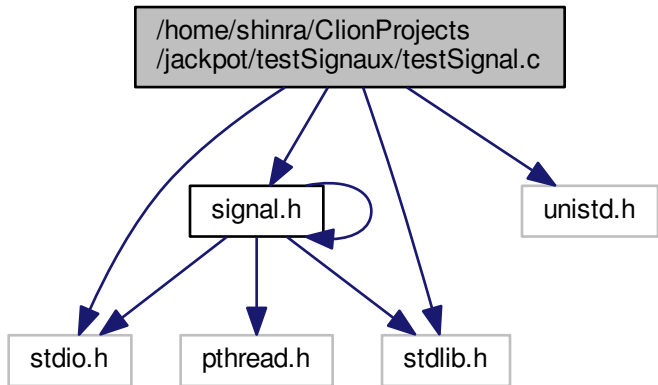 /home/shinra/ClionProjects
/jackpot/testSignaux/testSignal.c
signal.h
unistd.h
stdio.h
pthread.h
stdlib.h